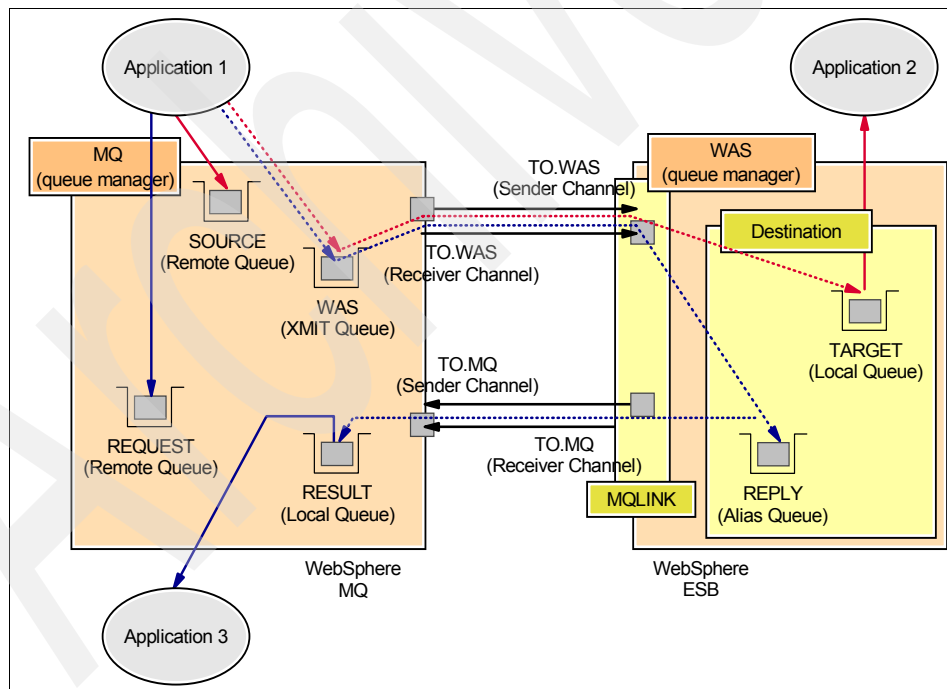 Application 1
Application 2
MQ
(queue manager)
WAS
(queue manager)
TO.WAS
(Sender Channel)
SOURCE
(Remote Queue)
Destination
TO.WAS
(Receiver Channel)
WAS
(XMIT Queue)
TARGET
(Local Queue)
TO.MQ
(Sender Channel)
REQUEST
(Remote Queue)
RESULT
(Local Queue)
TO.MQ
(Receiver Channel)
MQLINK
REPLY
(Alias Queue)
WebSphere
MQ
WebSphere
ESB
Application 3